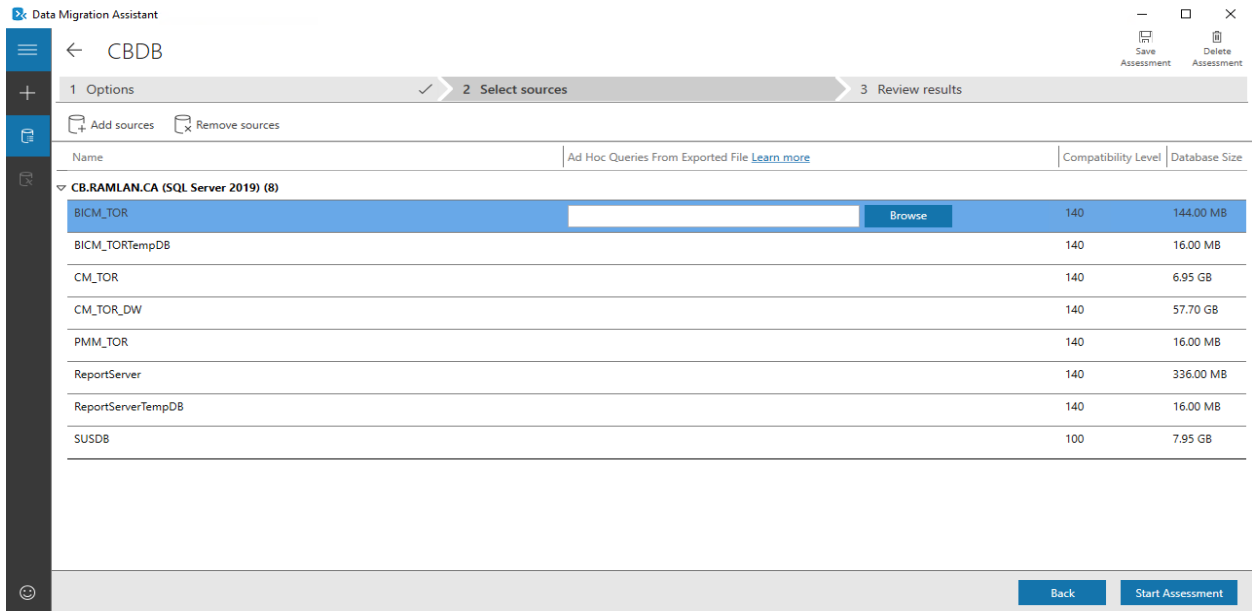 Data Migration Assistant
CBDB
Save Assessment
Delete Assessment
1 Options
2 Select sources
3 Review results
Add sources
Remove sources
Name Ad Hoc Queries From Exported File Learn more Compatibility Level Database Size
CB.RAMLAN.CA (SQL Server 2019) (8)
BICM_TOR Browse 140 144.00 MB
BICM_TORTempDB 140 16.00 MB
CM_TOR 140 6.95 GB
CM_TOR_DW 140 57.70 GB
PMM_TOR 140 16.00 MB
ReportServer 140 336.00 MB
ReportServerTempDB 140 16.00 MB
SUSDB 100 7.95 GB
Back Start Assessment